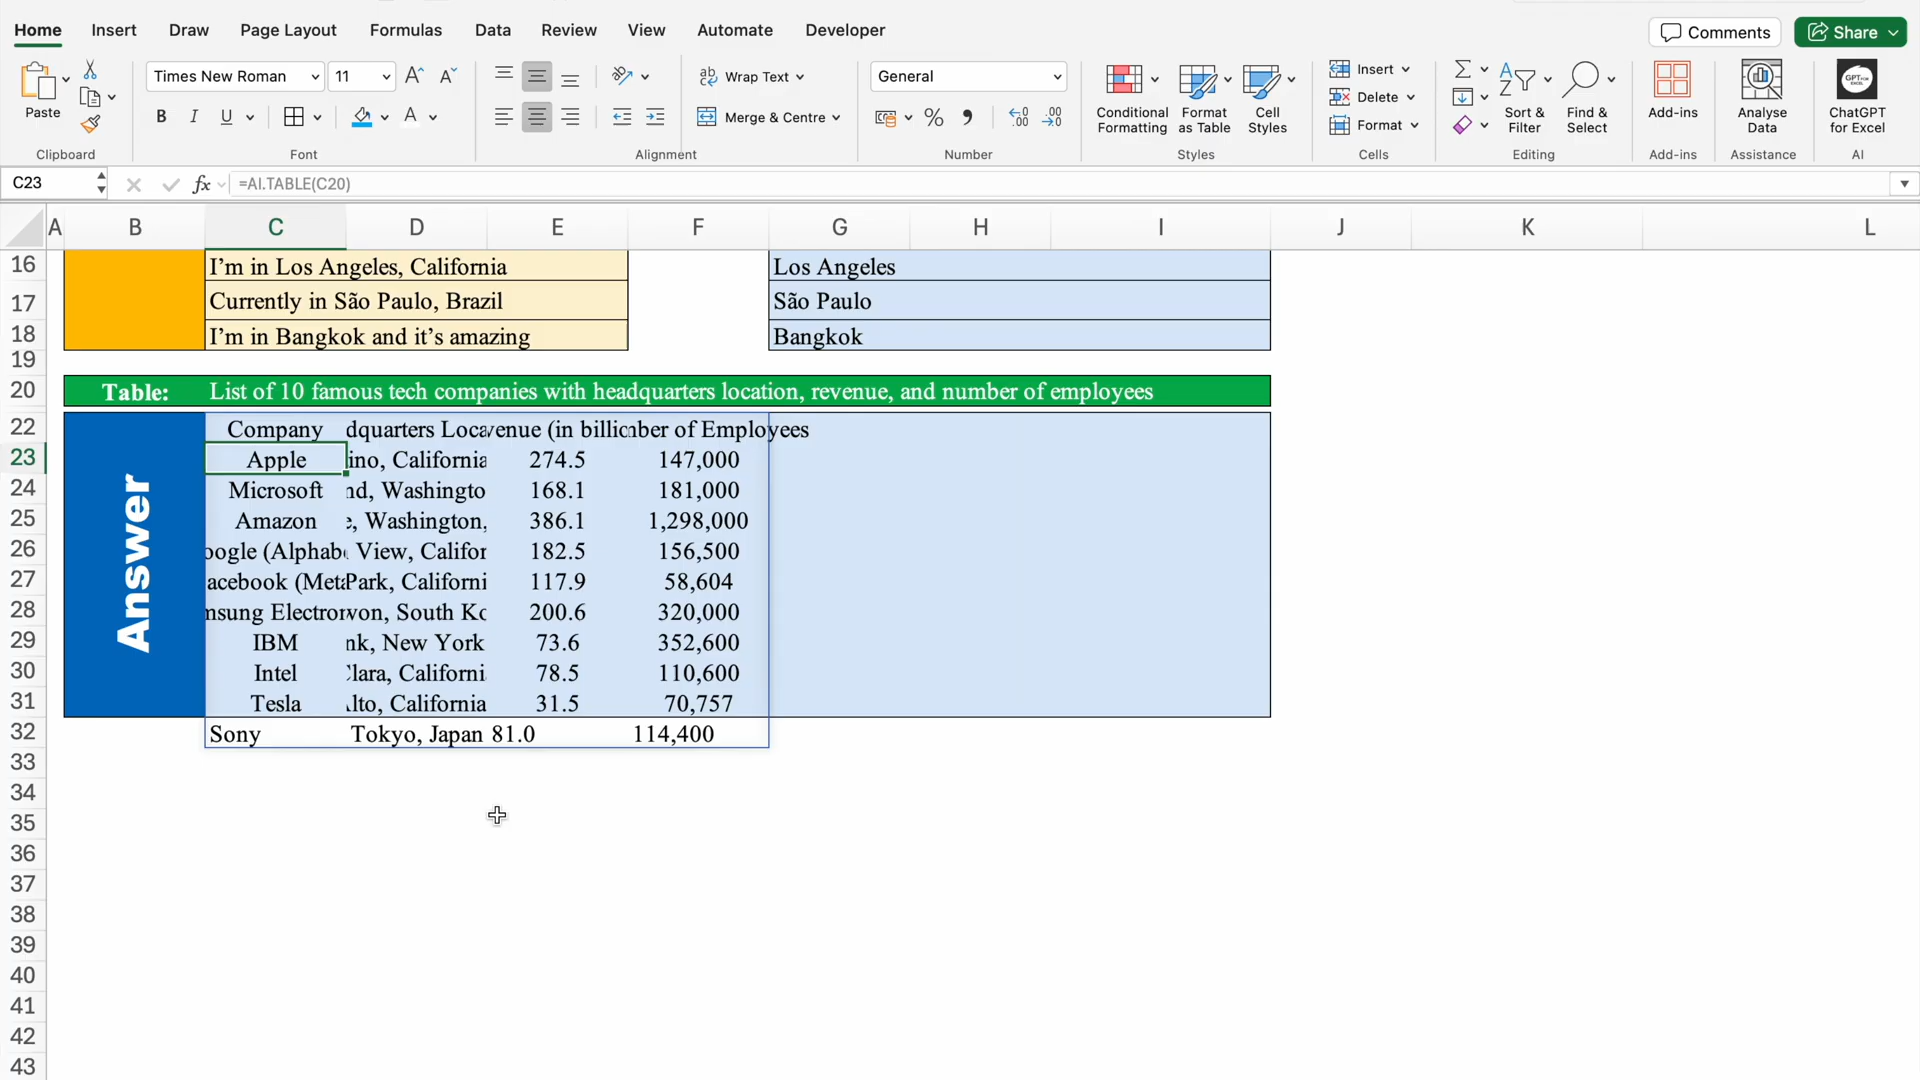 Home Insert Draw Page Layout Formulas Data Review View Automate Developer Comments Share
Paste Times New Roman 11 Wrap Text General Conditional Formatting Format as Table Cell Styles Insert Sort & Filter Find & Select Add-ins Analyse Data ChatGPT for Excel
B I U Merge & Centre % Delete
Format
Clipboard Font Alignment Number Styles Cells Editing Add-ins Assistance AI
C23 fx =AI.TABLE(C20)
A B C D E F G H I J K L
16 I’m in Los Angeles, California Los Angeles
17 Currently in São Paulo, Brazil São Paulo
18 I’m in Bangkok and it’s amazing Bangkok
19
20 Table: List of 10 famous tech companies with headquarters location, revenue, and number of employees
Answer
22 Company dquarters Loca venue (in billio ber of Employees
23 Apple ino, California 274.5 147,000
24 Microsoft nd, Washingto 168.1 181,000
25 Amazon e, Washington, 386.1 1,298,000
26 oogle (Alphab View, Califor 182.5 156,500
27 acebook (Meta Park, Californi 117.9 58,604
28 msung Electron won, South Ko 200.6 320,000
29 IBM nk, New York 73.6 352,600
30 Intel Clara, Californi 78.5 110,600
31 Tesla Alto, California 31.5 70,757
32 Sony Tokyo, Japan 81.0 114,400
33
34
35
36
37
38
39
40
41
42
43